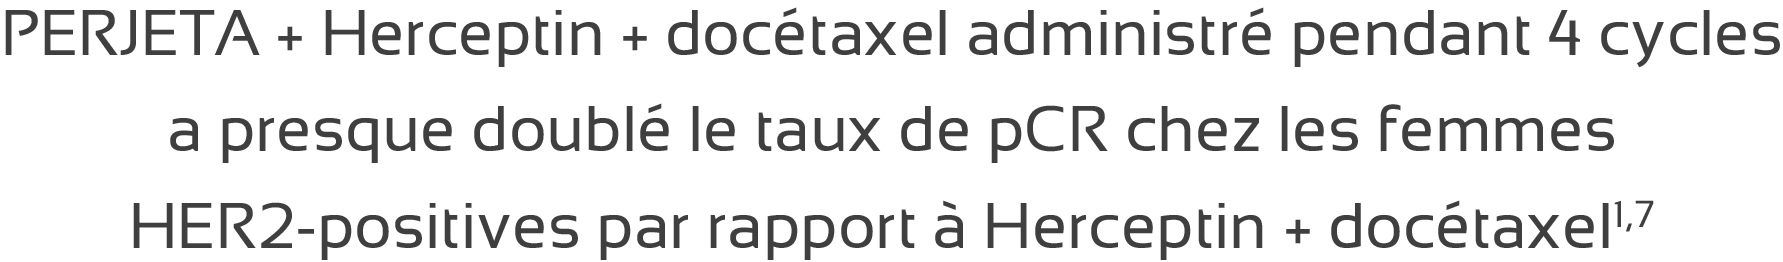 PERJETA + Herceptin + docétaxel administré pendant 4 cycles
a presque doublé le taux de pCR chez les femmes
HER2-positives par rapport à Herceptin + docétaxel1,7